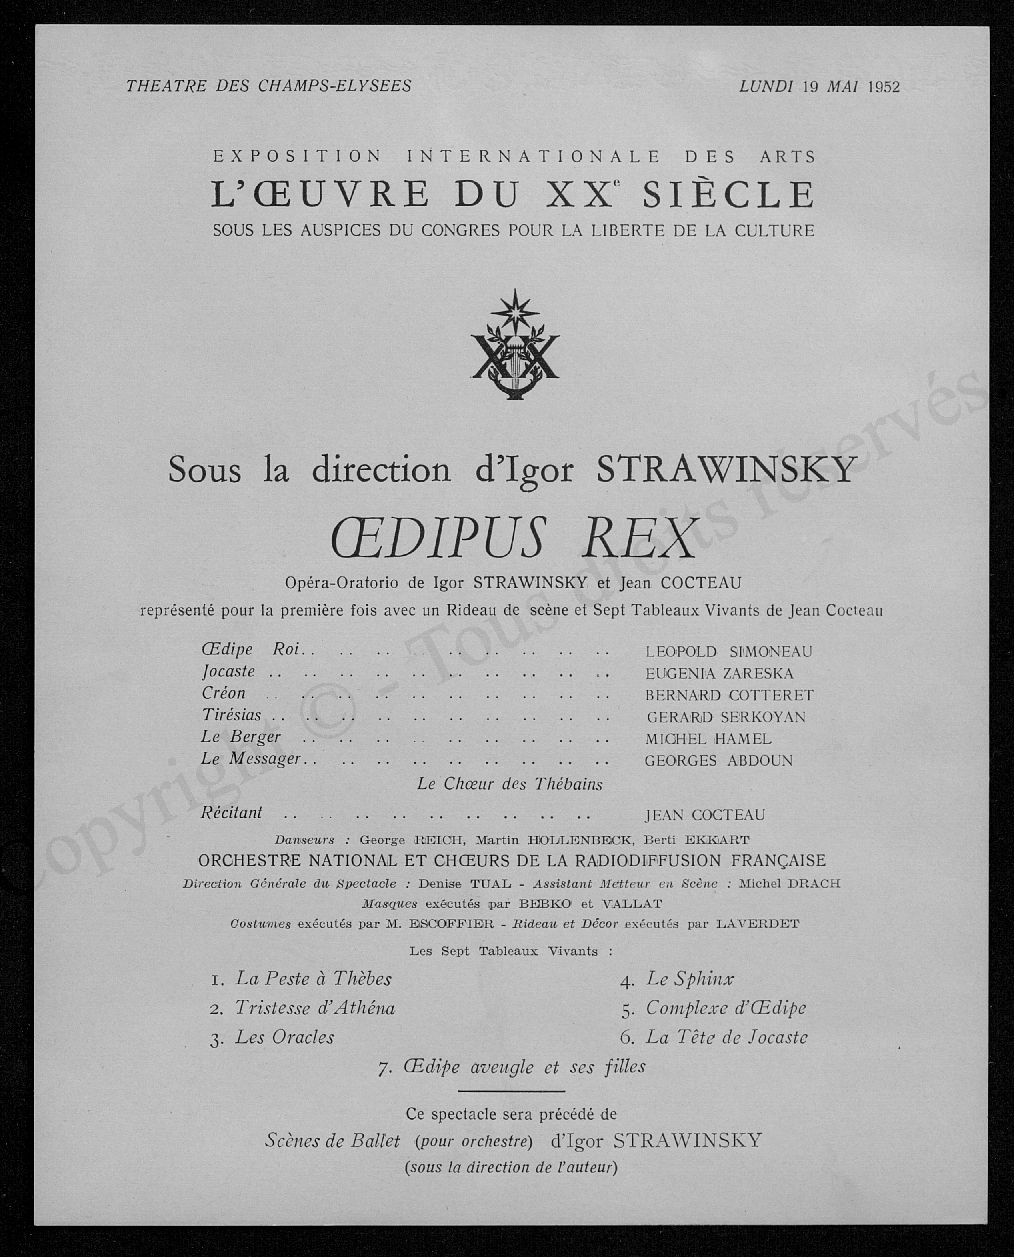 THEATRE DES CHAMPS-ELYSEES LUNDI 19 MAI 1952
EXPOSITION INTERNATIONALE DES ARTS
L'ŒUVRE DU XXe SIÈCLE
SOUS LES AUSPICES DU CONGRES POUR LA LIBERTE DE LA CULTURE
XX
Sous la direction d'Igor STRAWINSKY
ŒDIPUS REX
Opéra-Oratorio de Igor STRAWINSKY et Jean COCTEAU
représenté pour la première fois avec un Rideau de scène et Sept Tableaux Vivants de Jean Cocteau
Œdipe Roi.. .. .. .. .. .. .. .. .. LEOPOLD SIMONEAU
Jocaste .. .. .. .. .. .. .. .. .. .. EUGENIA ZARESKA
Créon .. .. .. .. .. .. .. .. .. .. BERNARD COTTERET
Tirésias .. .. .. .. .. .. .. .. .. .. GERARD SERKOYAN
Le Berger .. .. .. .. .. .. .. .. .. MICHEL HAMEL
Le Messager.. .. .. .. .. .. .. .. .. GEORGES ABDOUN
Le Chœur des Thébains
Récitant .. .. .. .. .. .. .. .. .. JEAN COCTEAU
Danseurs : George REICH, Martin HOLLENBECK, Berti EKKART
ORCHESTRE NATIONAL ET CHŒURS DE LA RADIODIFFUSION FRANÇAISE
Direction Générale du Spectacle : Denise TUAL - Assistant Metteur en Scène : Michel DRACH
Masques exécutés par BEBKO et VALLAT
Costumes exécutés par M. ESCOFFIER - Rideau et Décor exécutés par LAVERDET
Les Sept Tableaux Vivants :
1. La Peste à Thèbes
2. Tristesse d'Athéna
3. Les Oracles
4. Le Sphinx
5. Complexe d'Œdipe
6. La Tête de Jocaste
7. Œdipe aveugle et ses filles
Ce spectacle sera précédé de
Scènes de Ballet (pour orchestre) d'Igor STRAWINSKY
(sous la direction de l'auteur)
Copyright © - Tous droits réservés